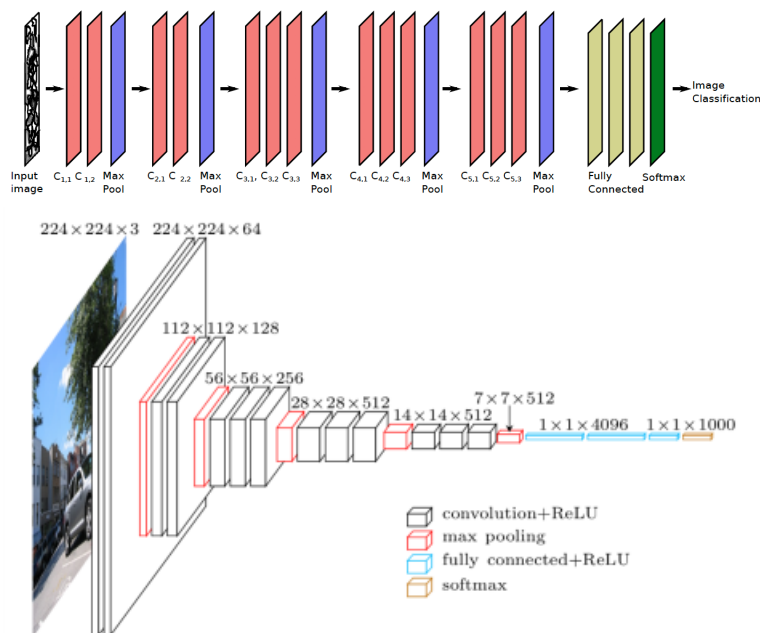 Image
Classification
Input
image
C1,1 C 1,2
Max
Pool
C2,1 C 2,2
Max
Pool
C3,1, C3,2 C3,3
Max
Pool
C4,1 C4,2 C4,3
Max
Pool
C5,1 C5,2 C5,3
Max
Pool
Fully
Connected
Softmax
224×224×3
224×224×64
112×112×128
56×56×256
28×28×512
14×14×512
7×7×512
1×1×4096
1×1×1000
convolution+ReLU
max pooling
fully connected+ReLU
softmax